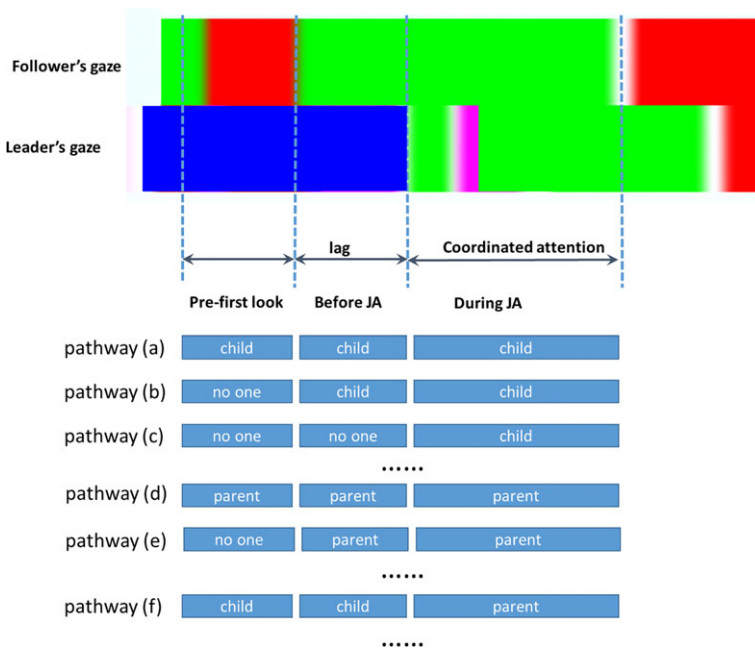 Follower's gaze
Leader's gaze
lag
Coordinated attention
Pre-first look
Before JA
During JA
pathway (a)
child
child
child
pathway (b)
no one
child
child
pathway (c)
no one
no one
child
......
pathway (d)
parent
parent
parent
pathway (e)
no one
parent
parent
......
pathway (f)
child
child
parent
......